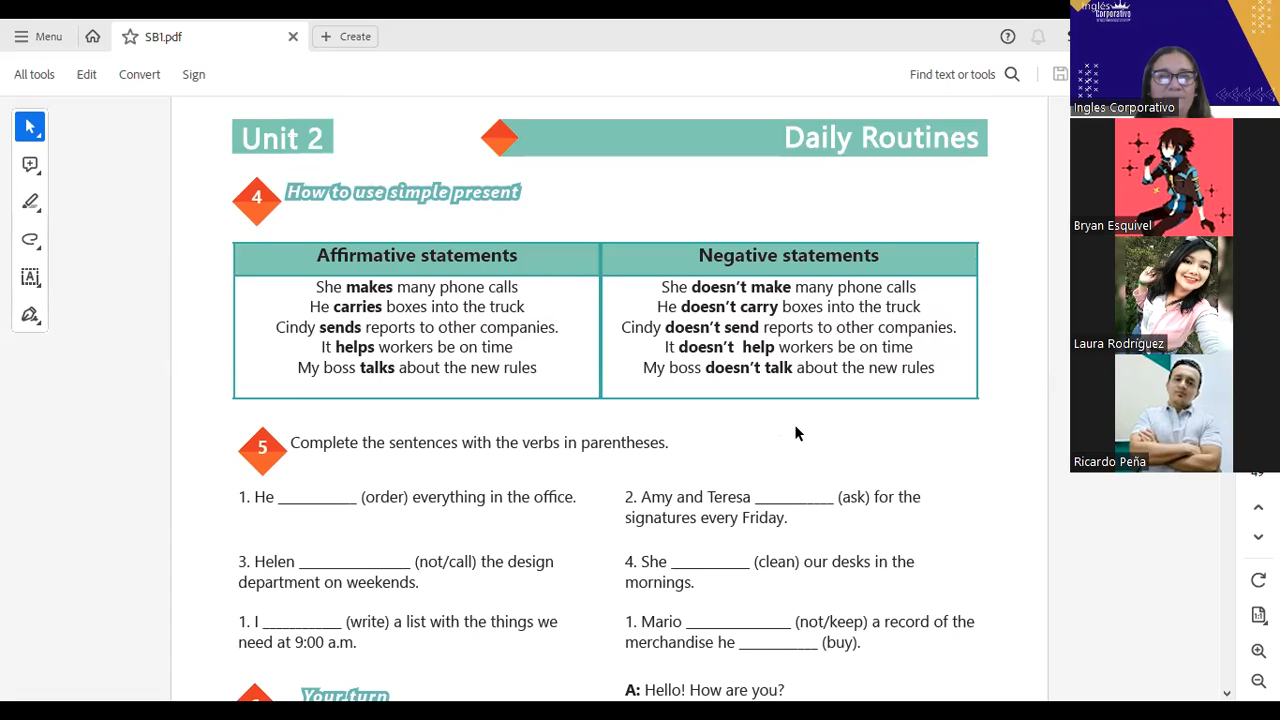 Menu
SB1.pdf
Create
All tools
Edit
Convert
Sign
Find text or tools
Unit 2
Daily Routines
4
How to use simple present
Affirmative statements
She makes many phone calls
He carries boxes into the truck
Cindy sends reports to other companies.
It helps workers be on time
My boss talks about the new rules
Negative statements
She doesn't make many phone calls
He doesn't carry boxes into the truck
Cindy doesn't send reports to other companies.
It doesn't  help workers be on time
My boss doesn't talk about the new rules
5
Complete the sentences with the verbs in parentheses.
1. He __________ (order) everything in the office.
2. Amy and Teresa __________ (ask) for the
signatures every Friday.
3. Helen ______________ (not/call) the design
department on weekends.
4. She __________ (clean) our desks in the
mornings.
1. I __________ (write) a list with the things we
need at 9:00 a.m.
1. Mario _____________ (not/keep) a record of the
merchandise he __________ (buy).
Your turn
A: Hello! How are you?
Inglés
corporativo
Ingles Corporativo
Bryan Esquivel
Laura Rodríguez
Ricardo Peña